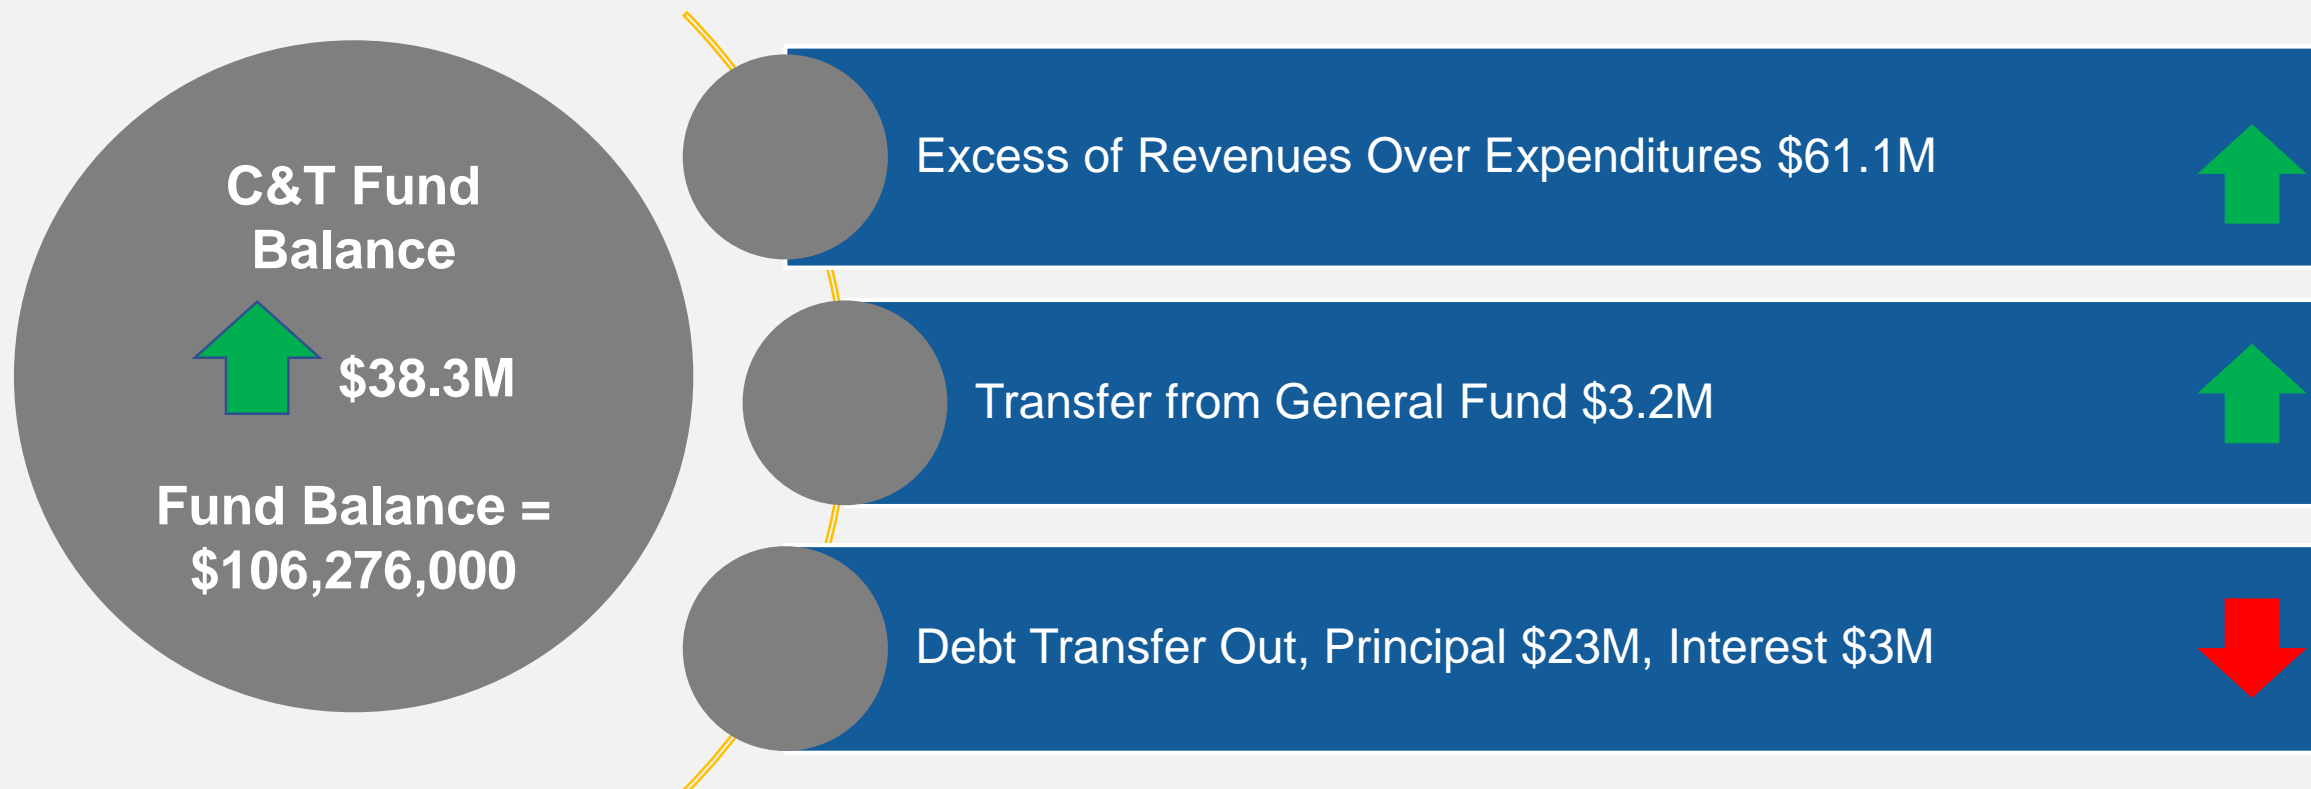 C&T Fund
Balance
$38.3M
Fund Balance =
$106,276,000
Excess of Revenues Over Expenditures $61.1M
Transfer from General Fund $3.2M
Debt Transfer Out, Principal $23M, Interest $3M